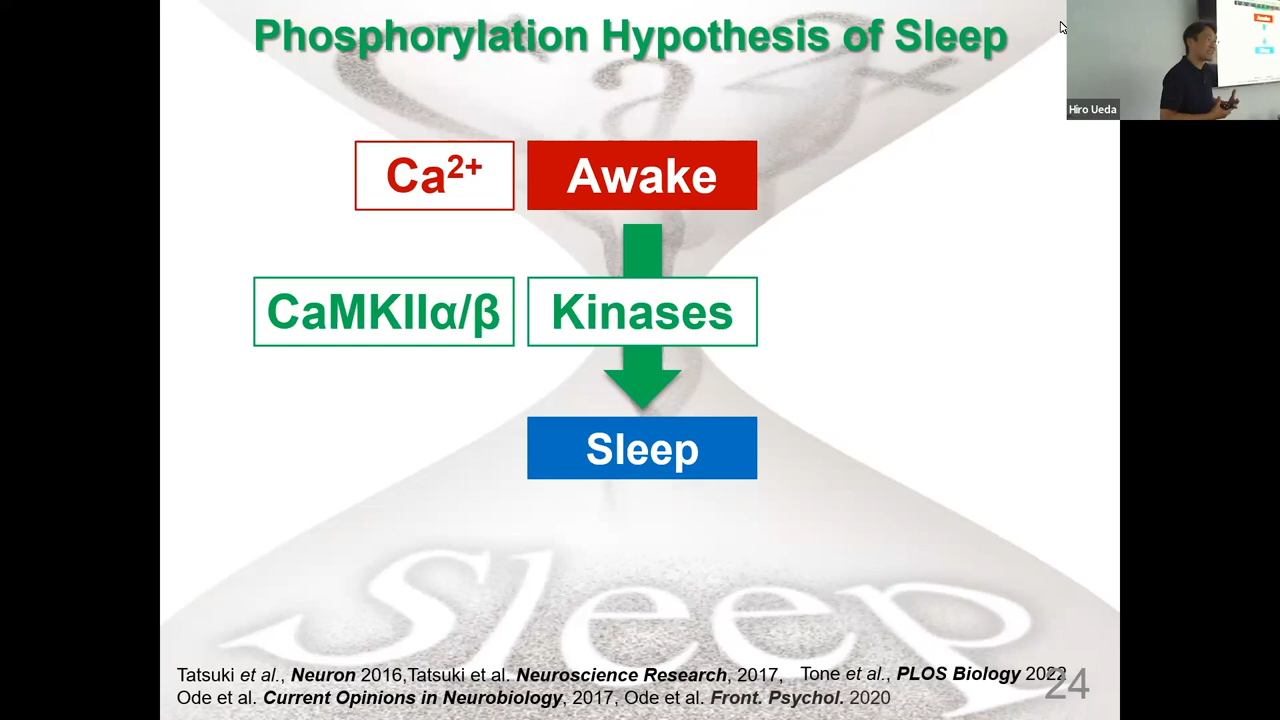 Phosphorylation Hypothesis of Sleep
Ca2+
Hiro Ueda
Ca²⁺ Awake
CaMKIIα/β Kinases
Sleep
Sleep
Tatsuki et al., Neuron 2016,Tatsuki et al. Neuroscience Research, 2017, Tone et al., PLOS Biology 2022
Ode et al. Current Opinions in Neurobiology, 2017, Ode et al. Front. Psychol. 2020
24